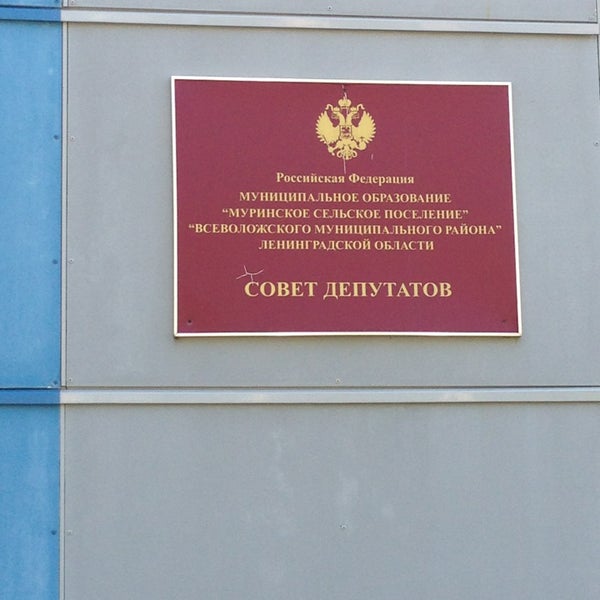 Российская Федерация
МУНИЦИПАЛЬНОЕ ОБРАЗОВАНИЕ
“МУРИНСКОЕ СЕЛЬСКОЕ ПОСЕЛЕНИЕ”
“ВСЕВОЛОЖСКОГО МУНИЦИПАЛЬНОГО РАЙОНА”
ЛЕНИНГРАДСКОЙ ОБЛАСТИ
СОВЕТ ДЕПУТАТОВ